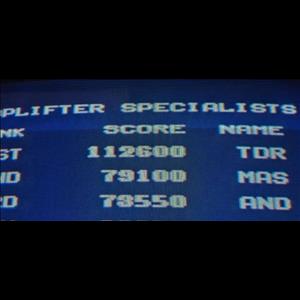 PLIFTER SPECIALISTS
NK SCORE NAME
ST 112600 TDR
ND 79100 MAS
RD 73550 AND